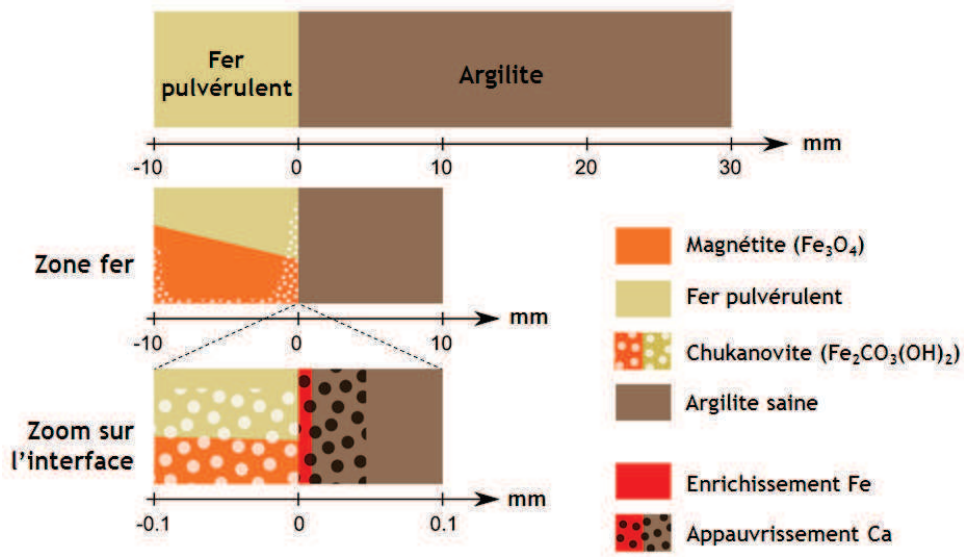 Fer
pulvérulent
Argilite
mm
-10
0
10
20
30
Zone fer
mm
-10
0
10
Zoom sur
l'interface
mm
-0.1
0
0.1
Magnétite (Fe₃O₄)
Fer pulvérulent
Chukanovite (Fe₂CO₃(OH)₂)
Argilite saine
Enrichissement Fe
Appauvrissement Ca